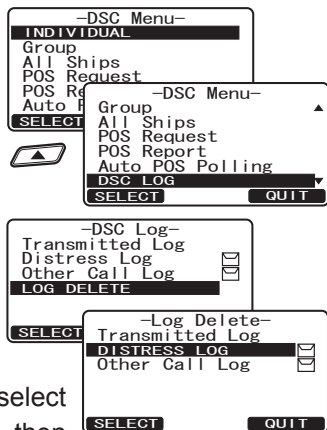 -DSC Menu-
INDIVIDUAL
Group
All Ships
POS Request
POS
Auto
SELECT
-DSC Menu-
Group
All Ships
POS Request
POS Report
Auto POS Polling
DSC LOG
SELECT QUIT
-DSC Log-
Transmitted Log
Distress Log
Other Call Log
LOG DELETE
SELECT
-Log Delete-
Transmitted Log
DISTRESS LOG
Other Call Log
SELECT QUIT
select
then